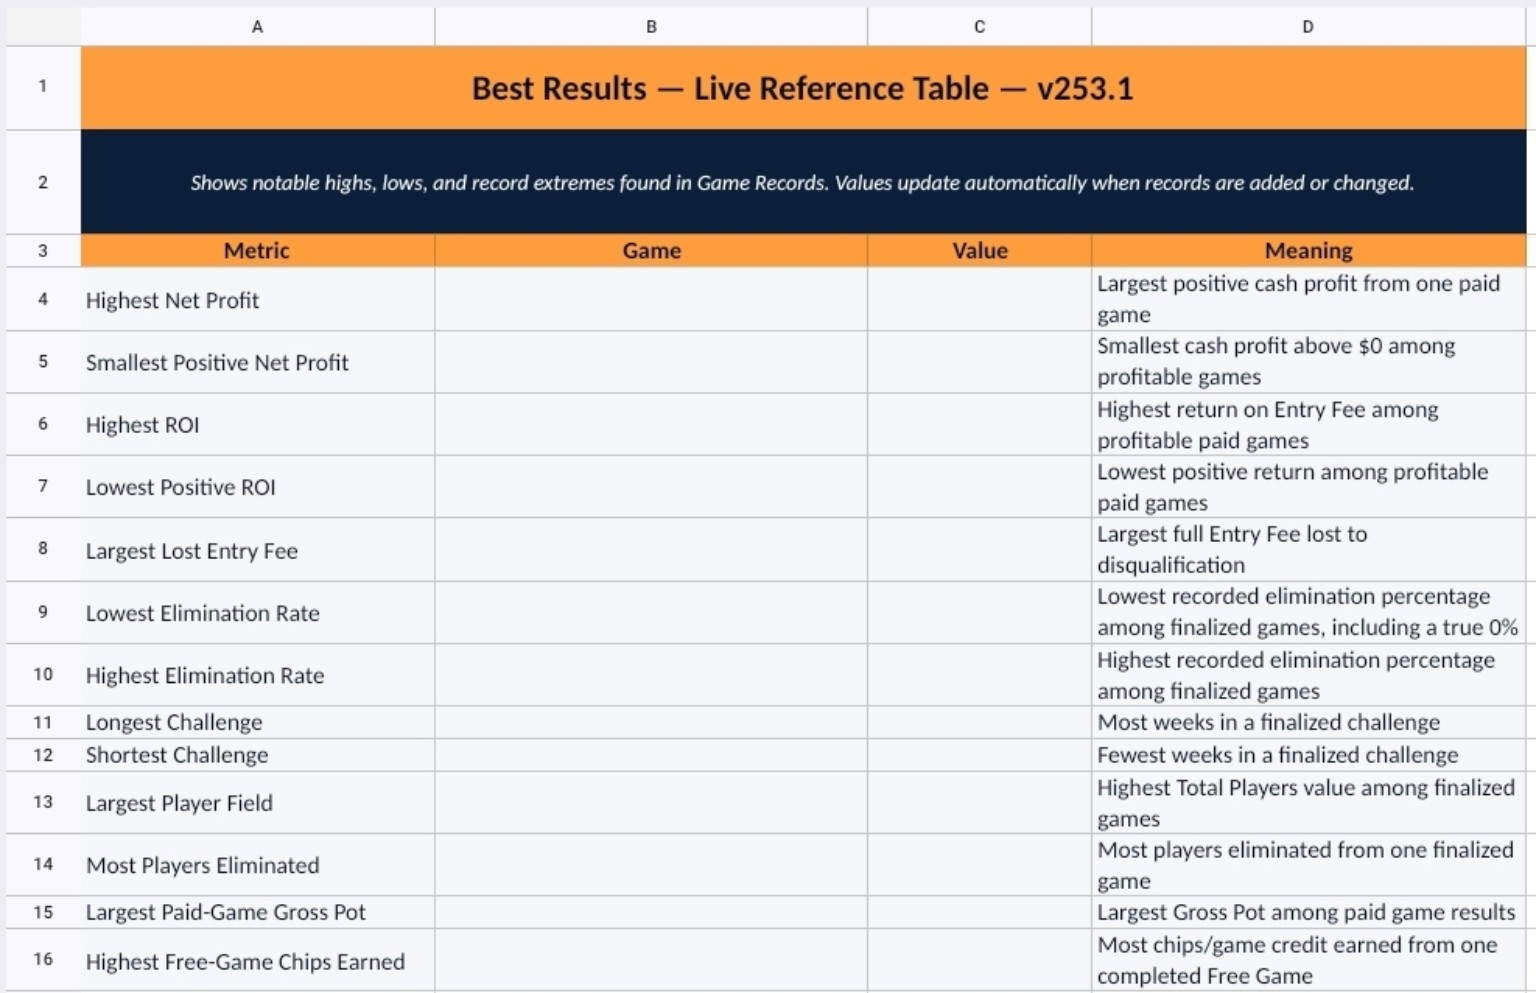 A B C D
1 Best Results — Live Reference Table — v253.1
2 Shows notable highs, lows, and record extremes found in Game Records. Values update automatically when records are added or changed.
3 Metric Game Value Meaning
4 Highest Net Profit Largest positive cash profit from one paid
game
5 Smallest Positive Net Profit Smallest cash profit above $0 among
profitable games
6 Highest ROI Highest return on Entry Fee among
profitable paid games
7 Lowest Positive ROI Lowest positive return among profitable
paid games
8 Largest Lost Entry Fee Largest full Entry Fee lost to
disqualification
9 Lowest Elimination Rate Lowest recorded elimination percentage
among finalized games, including a true 0%
10 Highest Elimination Rate Highest recorded elimination percentage
among finalized games
11 Longest Challenge Most weeks in a finalized challenge
12 Shortest Challenge Fewest weeks in a finalized challenge
13 Largest Player Field Highest Total Players value among finalized
games
14 Most Players Eliminated Most players eliminated from one finalized
game
15 Largest Paid-Game Gross Pot Largest Gross Pot among paid game results
16 Highest Free-Game Chips Earned Most chips/game credit earned from one
completed Free Game